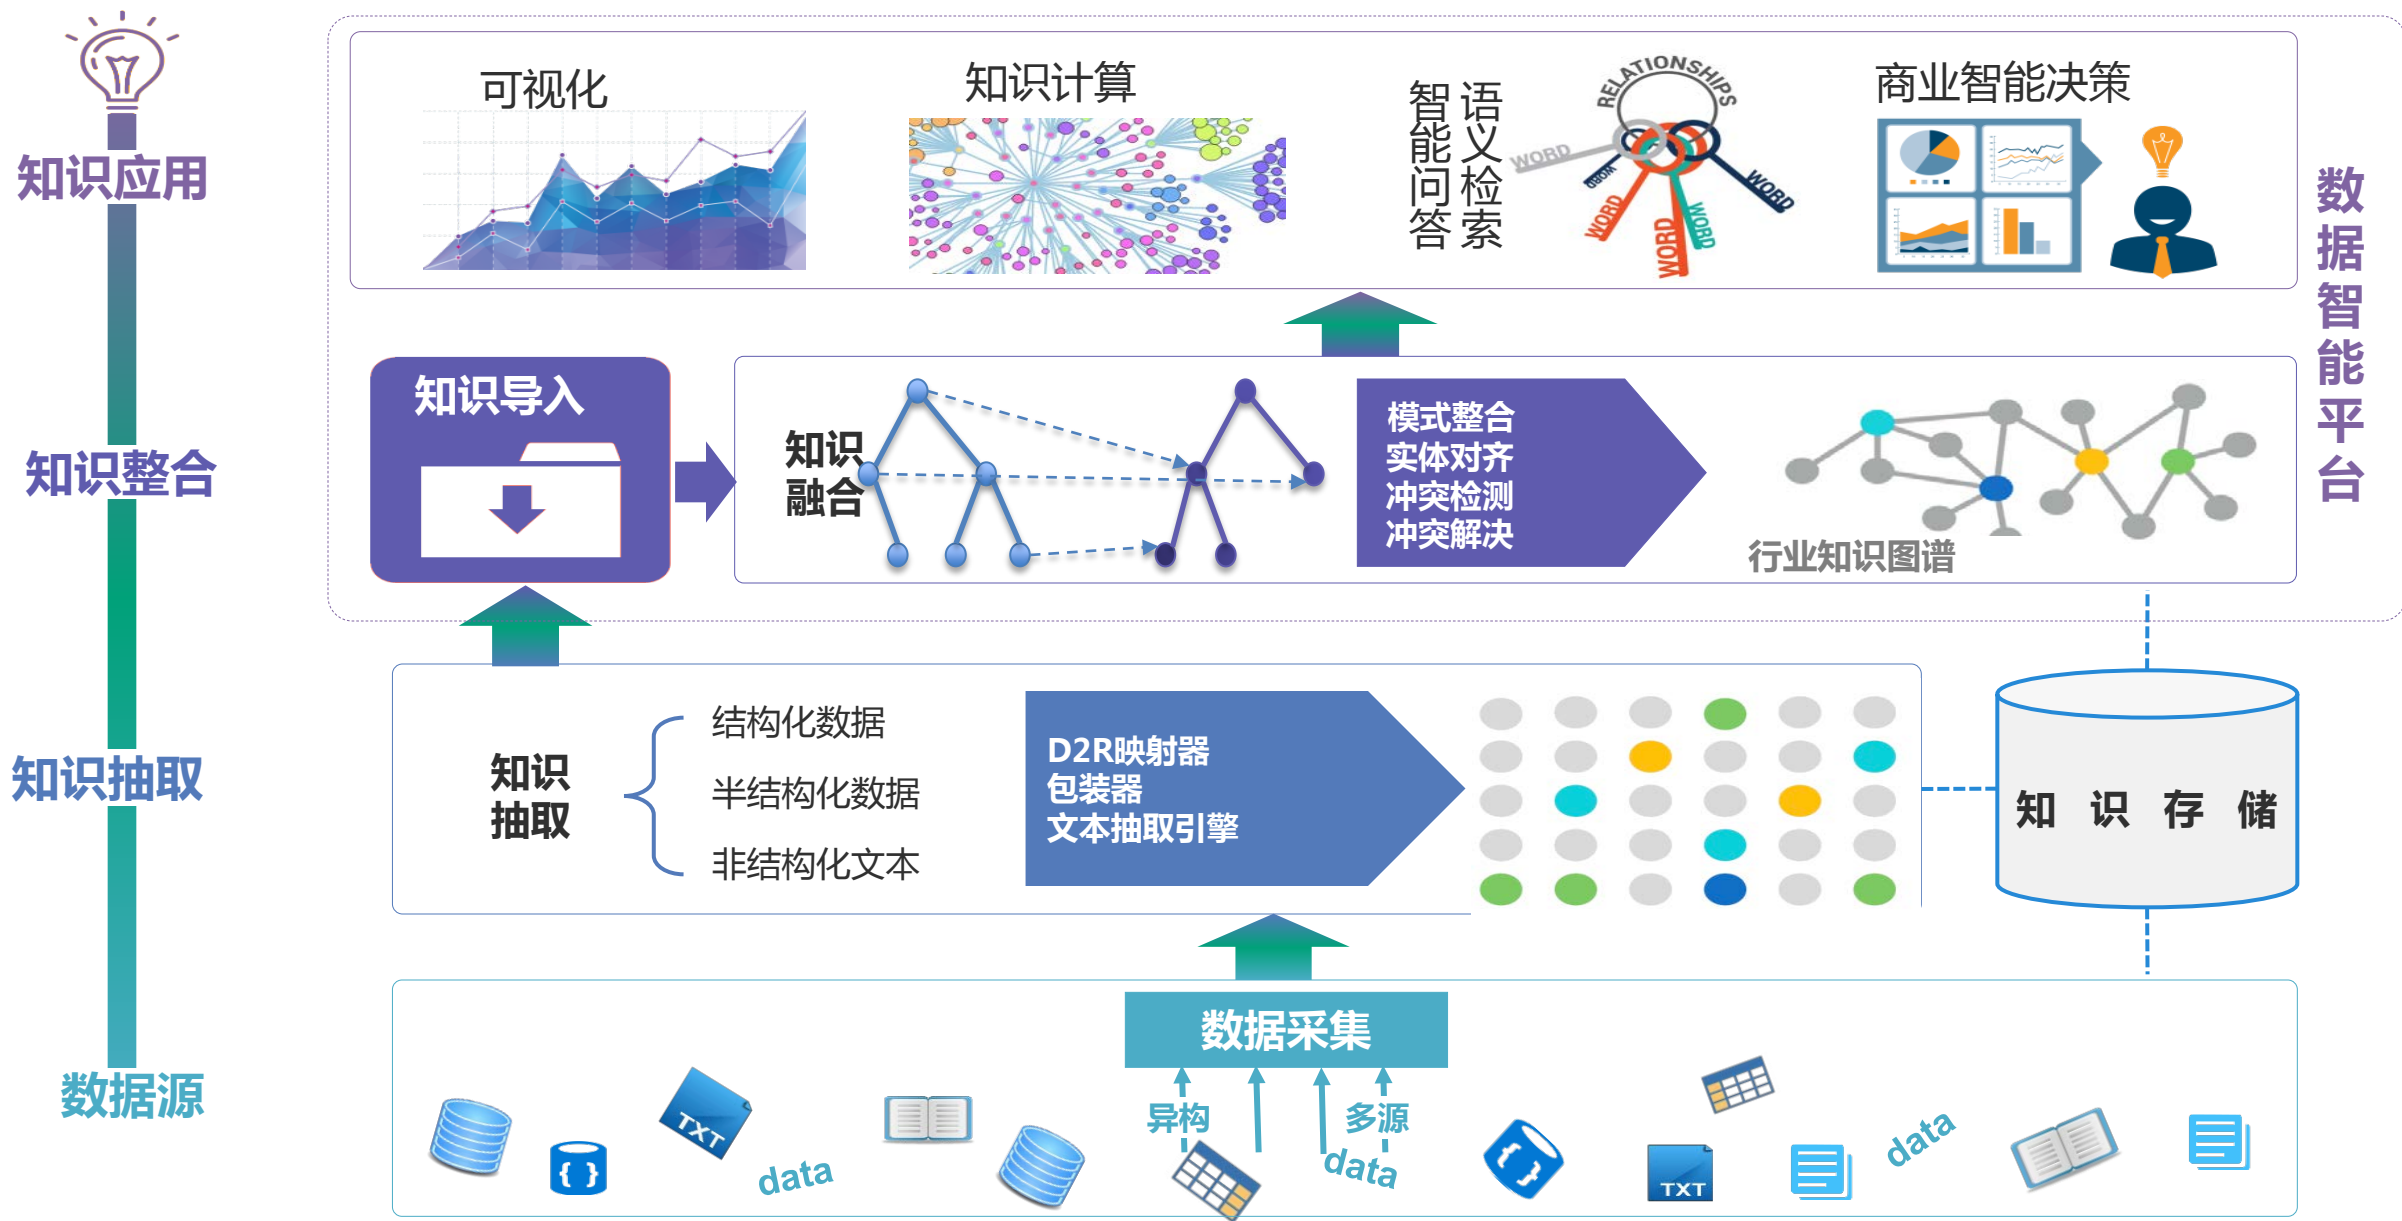 知识应用
知识整合
知识抽取
数据源
数据智能平台
可视化
知识计算
智能问答
语义检索
RELATIONSHIPS
WORD
WORD
WORD
WORD
WORD
WORD
商业智能决策
知识导入
知识
融合
模式整合
实体对齐
冲突检测
冲突解决
行业知识图谱
知识
抽取
结构化数据
半结构化数据
非结构化文本
D2R映射器
包装器
文本抽取引擎
知 识 存 储
数据采集
异构
多源
{ }
TXT
data
data
{ }
TXT
data